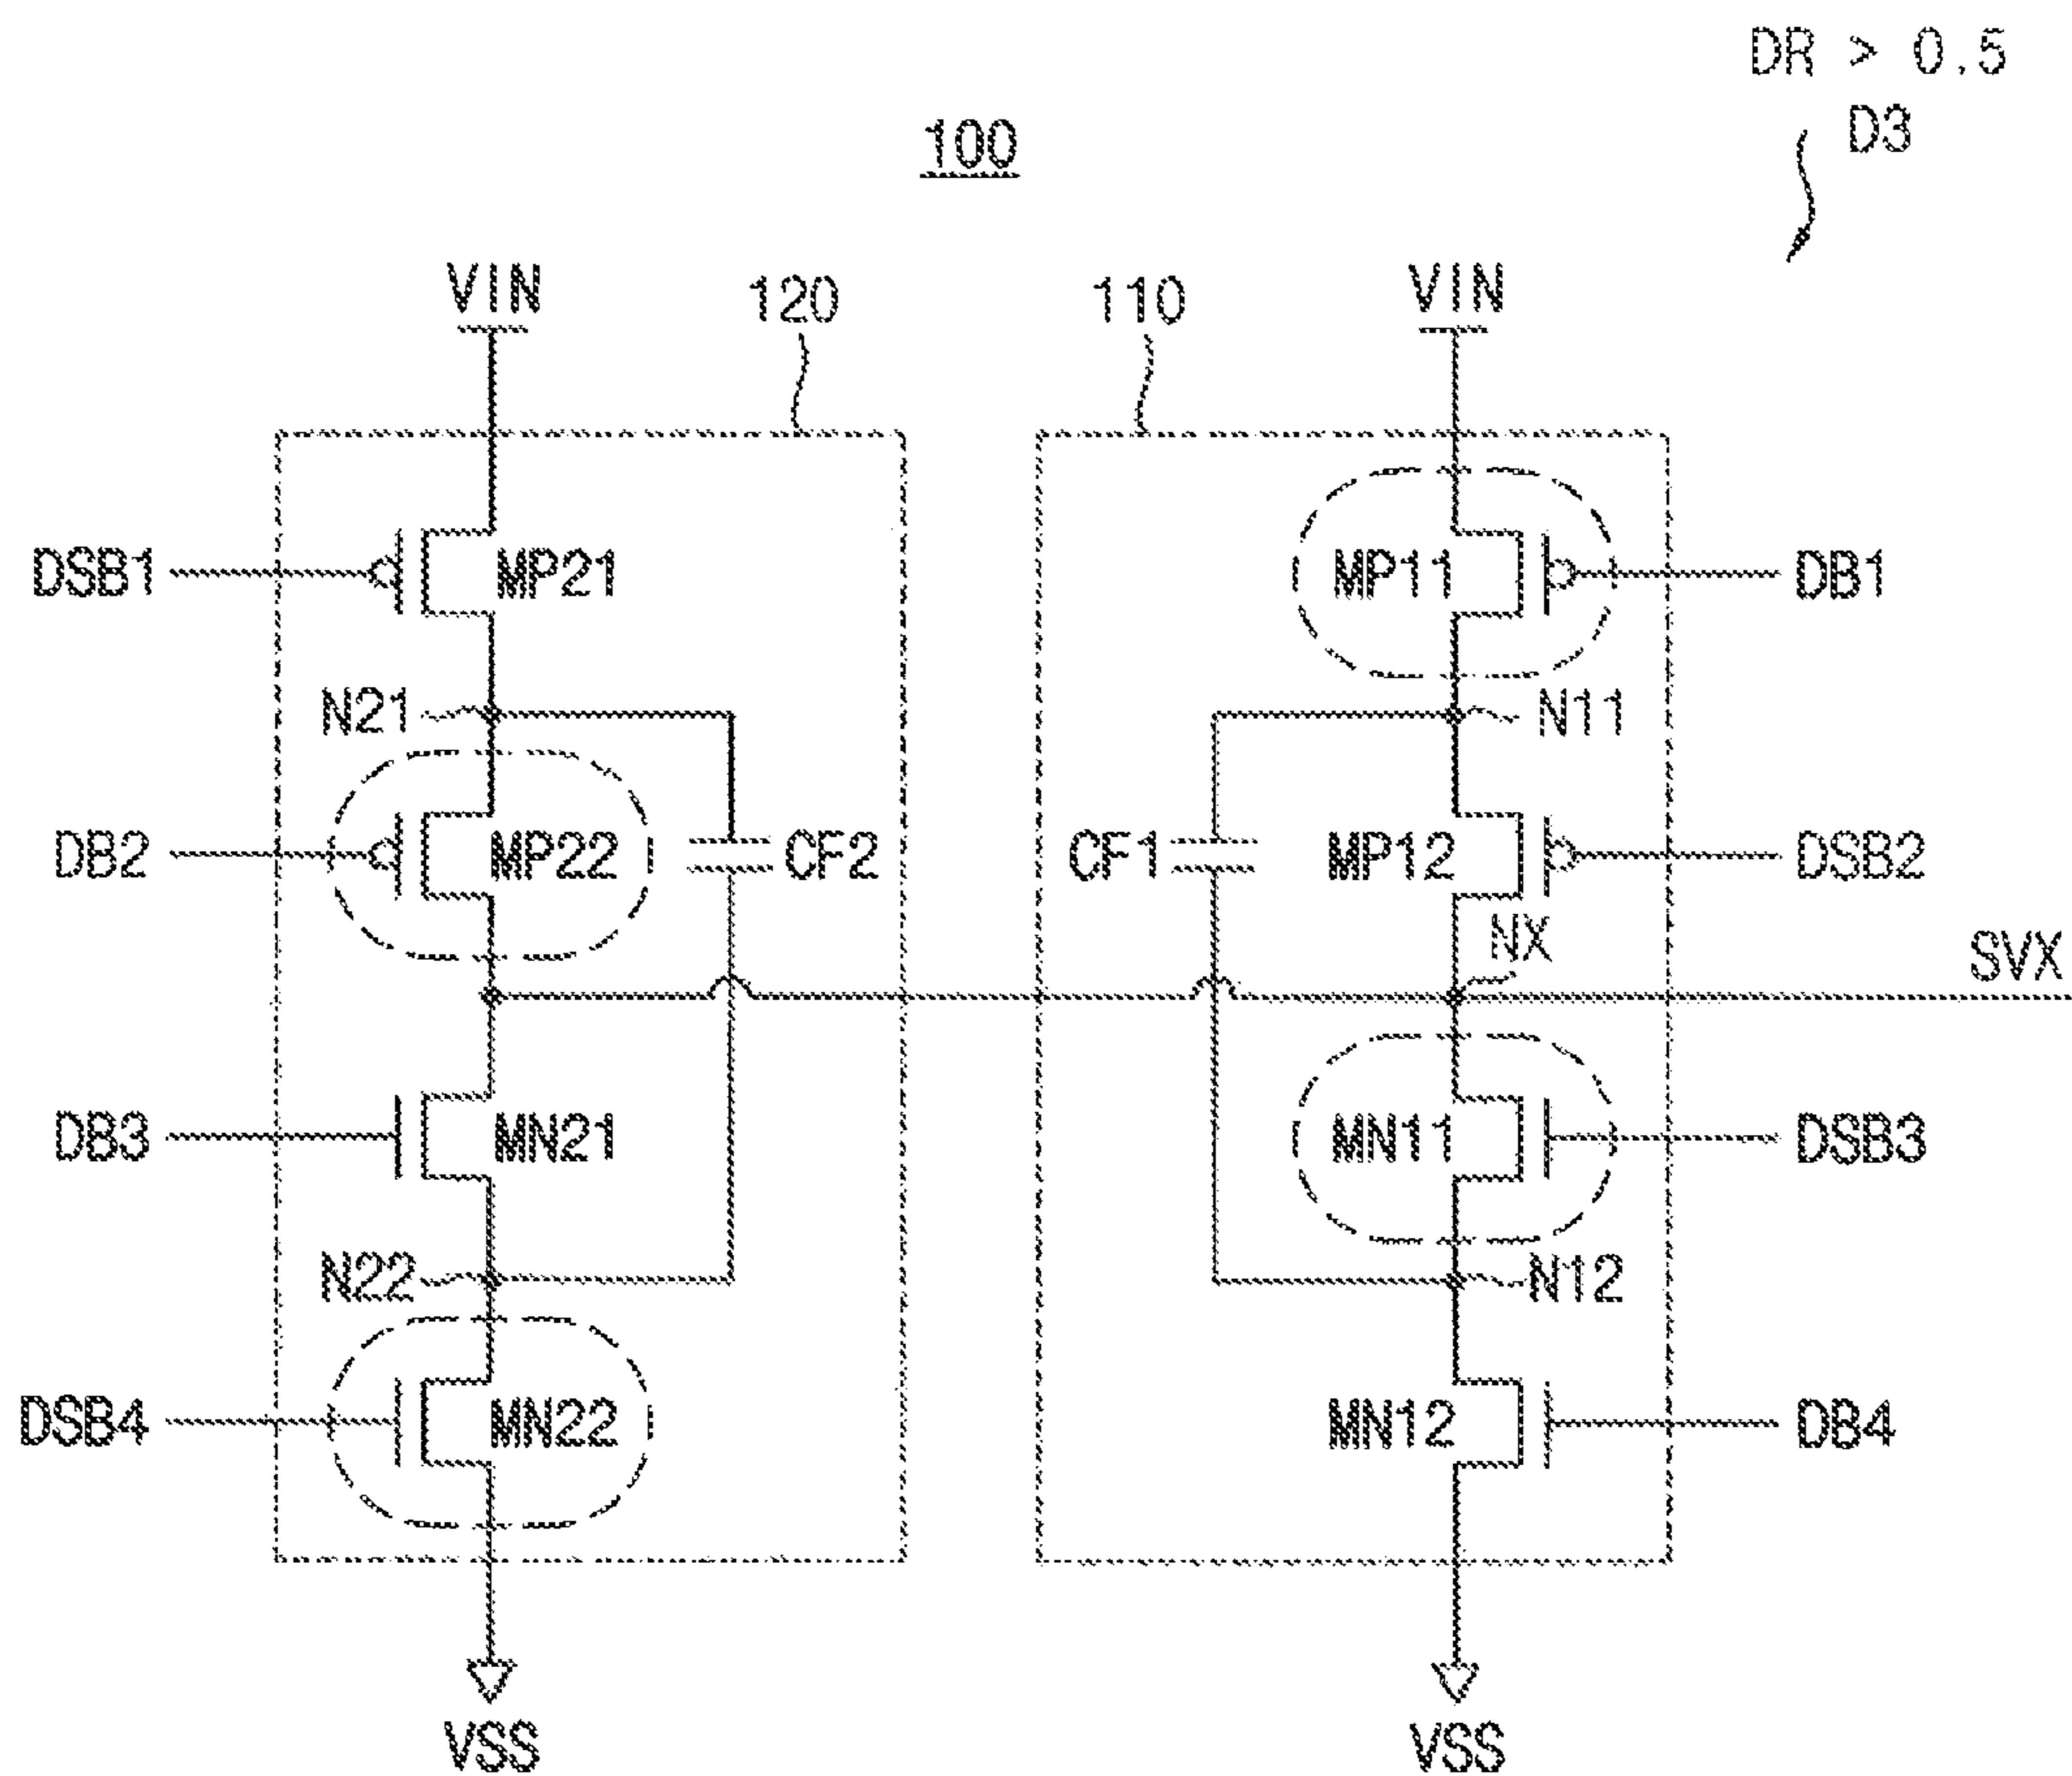 DR > 0.5
D3
100
VIN
120
110
VIN
DSB1
MP21
MP11
DB1
N21
N11
DB2
MP22
CF2
CF1
MP12
DSB2
NX
SVX
DB3
MN21
MN11
DSB3
N22
N12
DSB4
MN22
MN12
DB4
VSS
VSS